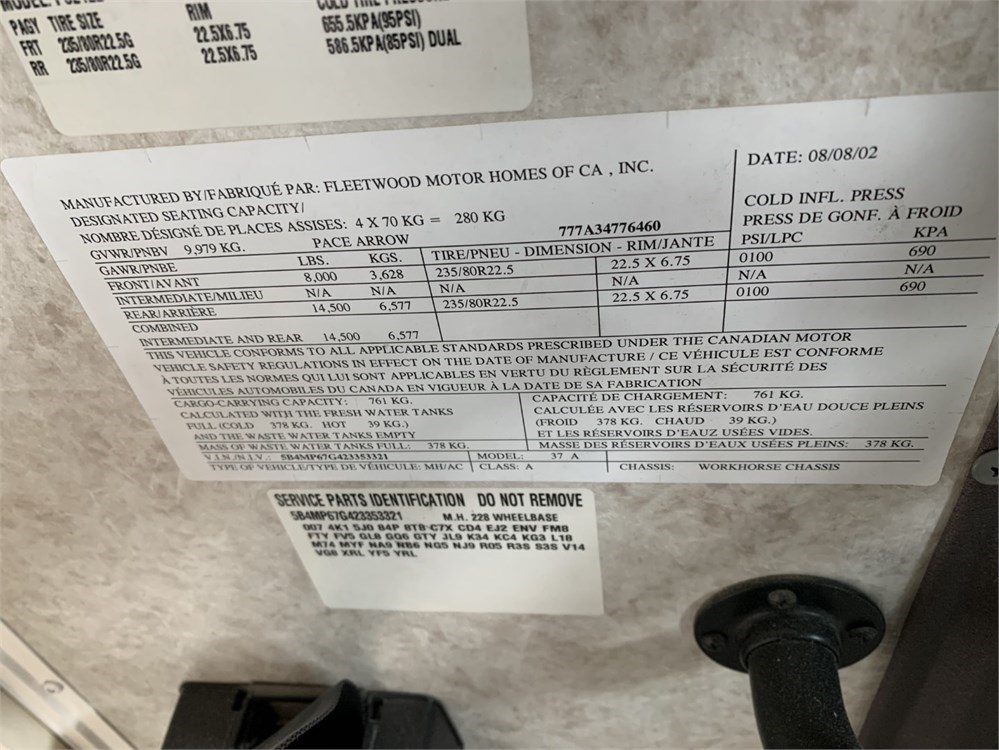 RIM
PAGY TIRE SIZE 22.5X6.75 655.5KPA(95PSI)
FRT 235/80R22.5G 22.5X6.75 586.5KPA(85PSI) DUAL
RR 235/80R22.5G
MANUFACTURED BY/FABRIQUÉ PAR: FLEETWOOD MOTOR HOMES OF CA , INC. DATE: 08/08/02
DESIGNATED SEATING CAPACITY/
NOMBRE DÉSIGNÉ DE PLACES ASSISES: 4 X 70 KG = 280 KG 777A34776460 COLD INFL. PRESS
GVWR/PNBV 9,979 KG. PACE ARROW PRESS DE GONF. À FROID
GAWR/PNBE LBS. KGS. TIRE/PNEU - DIMENSION - RIM/JANTE PSI/LPC KPA
FRONT/AVANT 8,000 3,628 235/80R22.5 22.5 X 6.75 0100 690
INTERMEDIATE/MILIEU N/A N/A N/A N/A N/A N/A
REAR/ARRIÈRE 14,500 6,577 235/80R22.5 22.5 X 6.75 0100 690
COMBINED
INTERMEDIATE AND REAR 14,500 6,577
THIS VEHICLE CONFORMS TO ALL APPLICABLE STANDARDS PRESCRIBED UNDER THE CANADIAN MOTOR
VEHICLE SAFETY REGULATIONS IN EFFECT ON THE DATE OF MANUFACTURE / CE VÉHICULE EST CONFORME
À TOUTES LES NORMES QUI LUI SONT APPLICABLES EN VERTU DU RÈGLEMENT SUR LA SÉCURITÉ DES
VÉHICULES AUTOMOBILES DU CANADA EN VIGUEUR À LA DATE DE SA FABRICATION
CARGO-CARRYING CAPACITY: 761 KG.
CALCULATED WITH THE FRESH WATER TANKS
FULL (COLD 378 KG. HOT 39 KG.)
AND THE WASTE WATER TANKS EMPTY
MASS OF WASTE WATER TANKS FULL: 378 KG.
CAPACITÉ DE CHARGEMENT: 761 KG.
CALCULÉE AVEC LES RÉSERVOIRS D'EAU DOUCE PLEINS
(FROID 378 KG. CHAUD 39 KG.)
ET LES RÉSERVOIRS D'EAUZ USÉES VIDES.
MASSE DES RÉSERVOIRS D'EAUX USÉES PLEINS: 378 KG.
V.I.N./N.I.V.: 5B4MP67G423353321 MODEL: 37 A
TYPE OF VEHICLE/TYPE DE VÉHICULE: MH/AC CLASS: A CHASSIS: WORKHORSE CHASSIS
SERVICE PARTS IDENTIFICATION DO NOT REMOVE
5B4MP67G423353321 M.H. 228 WHEELBASE
007 4K1 5J0 84P 8TB C7X CD4 EJ2 ENV FM8
FTY FV5 GL8 GQ6 GTY JL9 K34 KC4 KG3 L18
M74 MYF NA9 NB6 NG5 NJ9 R05 R3S S3S V14
VG8 XRL YF5 YRL